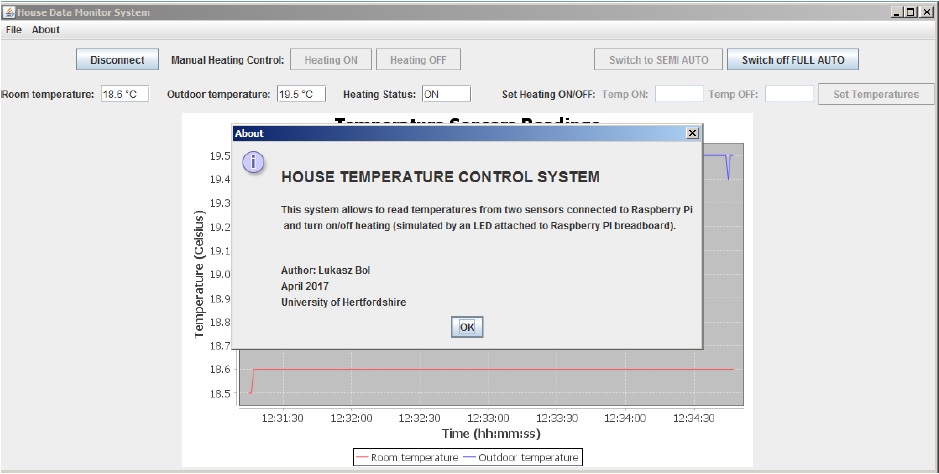 House Data Monitor System
File About
Disconnect Manual Heating Control: Heating ON Heating OFF Switch to SEMI AUTO Switch off FULL AUTO
Room temperature: 18.6 °C Outdoor temperature: 19.5 °C Heating Status: ON Set Heating ON/OFF: Temp ON: Temp OFF: Set Temperatures
Temperature Sensors Readings
About
HOUSE TEMPERATURE CONTROL SYSTEM
This system allows to read temperatures from two sensors connected to Raspberry Pi
and turn on/off heating (simulated by an LED attached to Raspberry Pi breadboard).
Author: Lukasz Bol
April 2017
University of Hertfordshire
OK
Temperature (Celsius)
19.5
19.4
19.3
19.2
19.1
19.0
18.9
18.8
18.7
18.6
18.5
12:31:30 12:32:00 12:32:30 12:33:00 12:33:30 12:34:00 12:34:30
Time (hh:mm:ss)
Room temperature Outdoor temperature